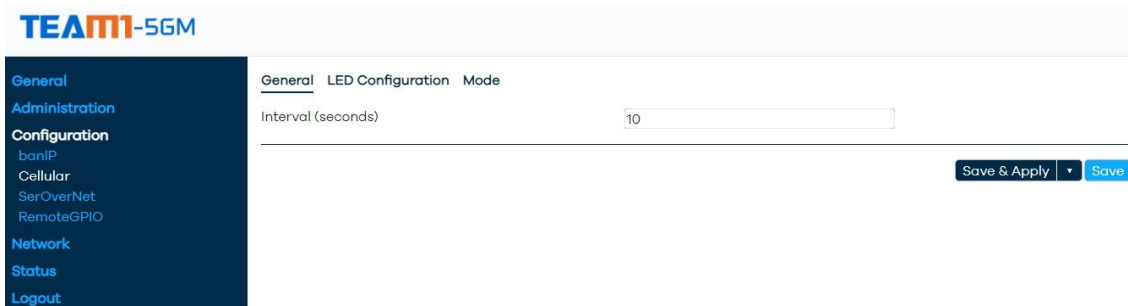 TEAM1-5GM
General
Administration
Configuration
banIP
Cellular
SerOverNet
RemoteGPIO
Network
Status
Logout
General LED Configuration Mode
Interval (seconds) 10
Save & Apply Save